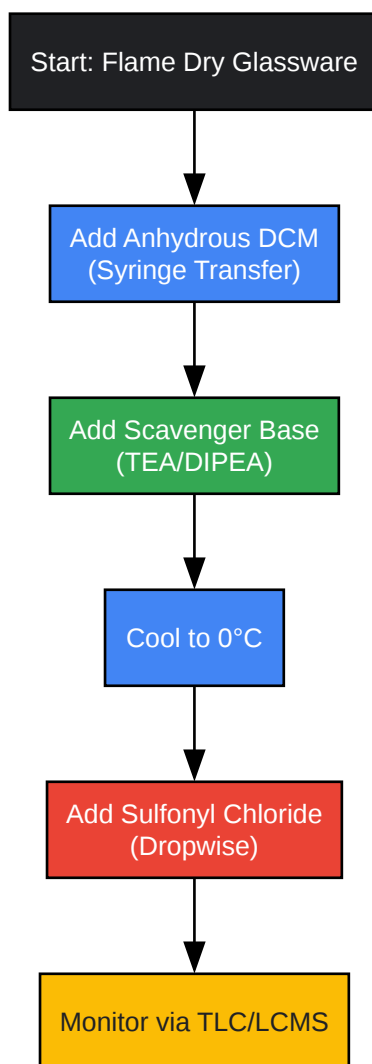 Start: Flame Dry Glassware
Add Anhydrous DCM
(Syringe Transfer)
Add Scavenger Base
(TEA/DIPEA)
Cool to 0°C
Add Sulfonyl Chloride
(Dropwise)
Monitor via TLC/LCMS